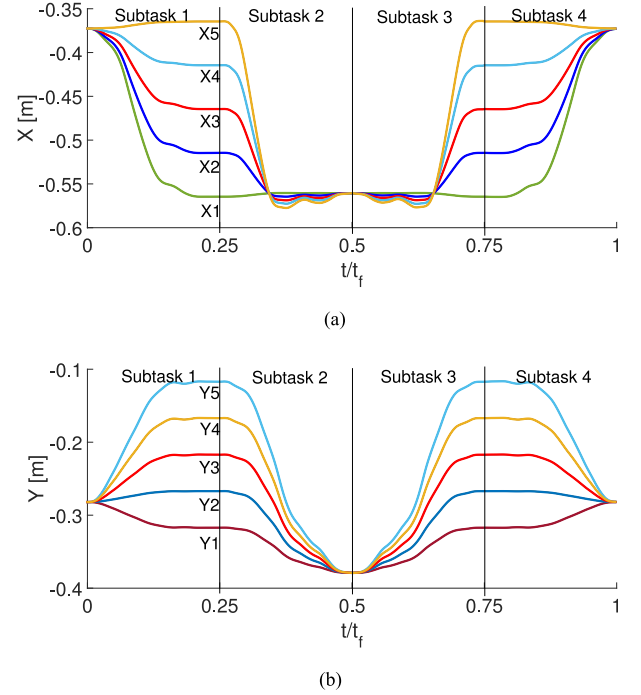 -0.35
Subtask 1 Subtask 2 Subtask 3 Subtask 4
X5
-0.4
X4
-0.45
X3
X [m]
-0.5
X2
-0.55
X1
-0.6
0 0.25 0.5 0.75 1
t/t_f
(a)
-0.1
Subtask 1 Subtask 2 Subtask 3 Subtask 4
Y5
Y4
-0.2
Y3
Y [m]
Y2
-0.3
Y1
-0.4
0 0.25 0.5 0.75 1
t/t_f
(b)